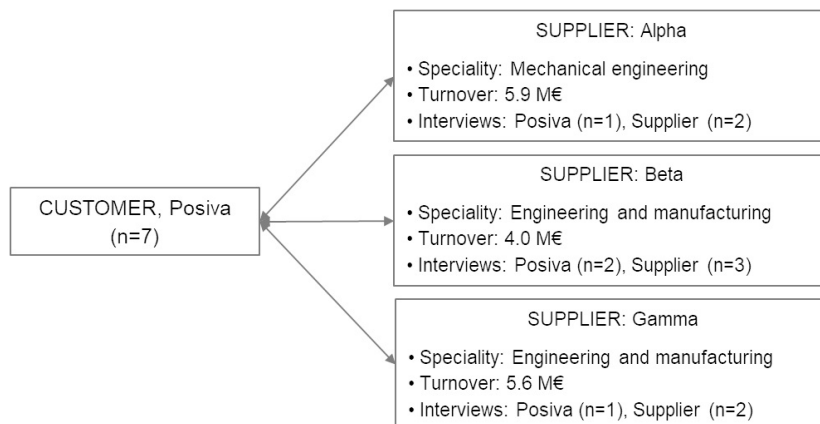 SUPPLIER: Alpha
• Speciality: Mechanical engineering
• Turnover: 5.9 M€
• Interviews: Posiva (n=1), Supplier (n=2)
CUSTOMER, Posiva
(n=7)
SUPPLIER: Beta
• Speciality: Engineering and manufacturing
• Turnover: 4.0 M€
• Interviews: Posiva (n=2), Supplier (n=3)
SUPPLIER: Gamma
• Speciality: Engineering and manufacturing
• Turnover: 5.6 M€
• Interviews: Posiva (n=1), Supplier (n=2)